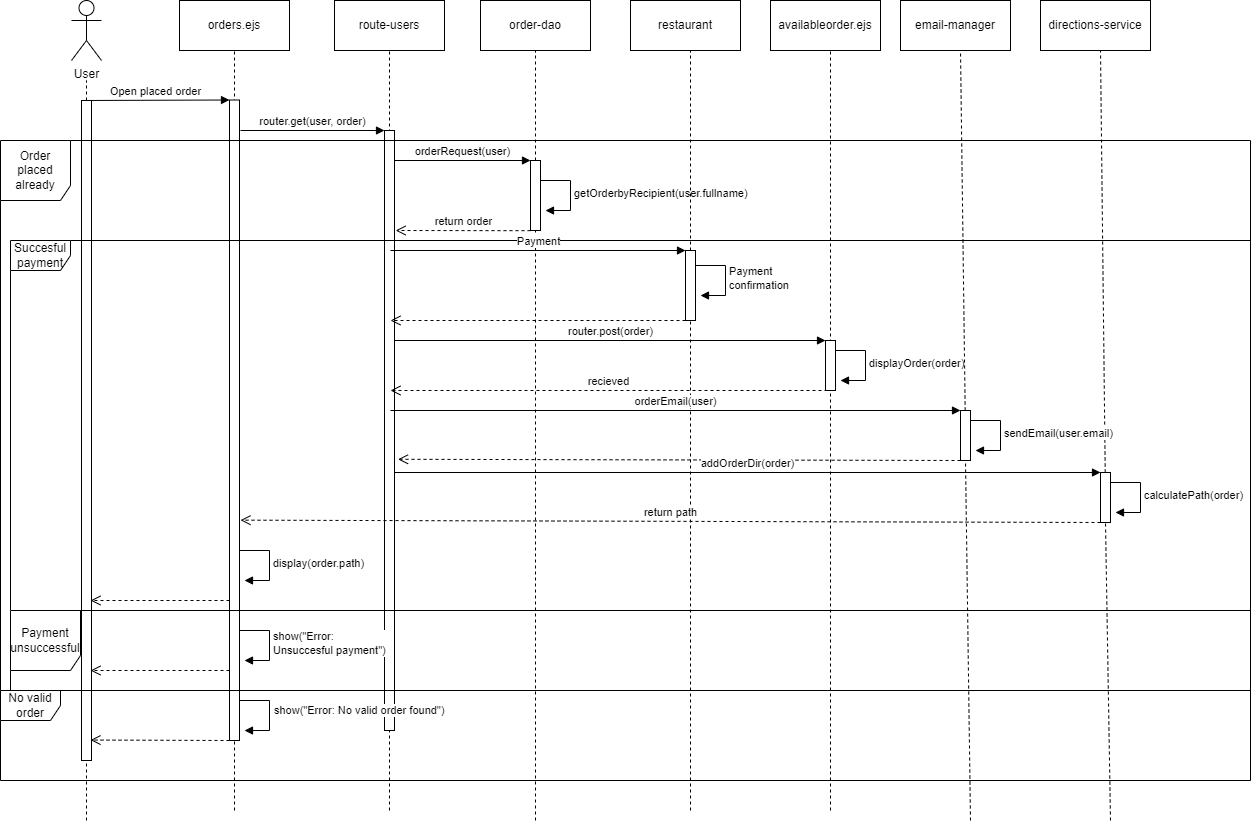 orders.ejs
route-users
order-dao
restaurant
availableorder.ejs
email-manager
directions-service
User
Open placed order
router.get(user, order)
Order
placed
already
orderRequest(user)
getOrderbyRecipient(user.fullname)
return order
Succesful
payment
Payment
Payment
confirmation
router.post(order)
displayOrder(order)
recieved
orderEmail(user)
sendEmail(user.email)
addOrderDir(order)
calculatePath(order)
return path
display(order.path)
Payment
unsuccessful
show("Error:
Unsuccesful payment")
No valid
order
show("Error: No valid order found")